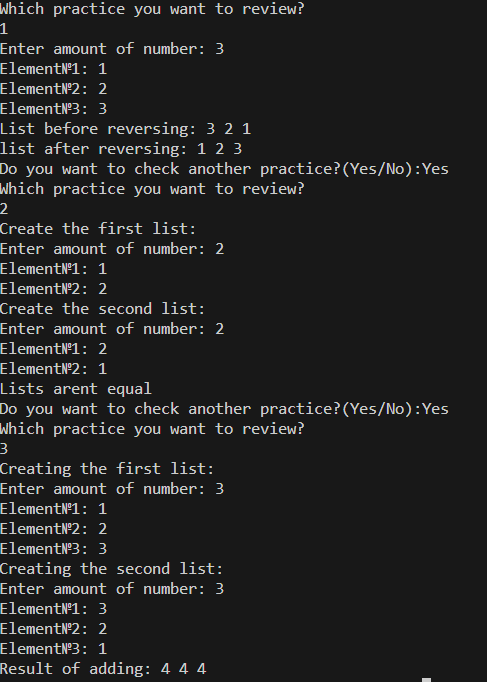 Which practice you want to review?
1
Enter amount of number: 3
Element№1: 1
Element№2: 2
Element№3: 3
List before reversing: 3 2 1
list after reversing: 1 2 3
Do you want to check another practice?(Yes/No):Yes
Which practice you want to review?
2
Create the first list:
Enter amount of number: 2
Element№1: 1
Element№2: 2
Create the second list:
Enter amount of number: 2
Element№1: 2
Element№2: 1
Lists arent equal
Do you want to check another practice?(Yes/No):Yes
Which practice you want to review?
3
Creating the first list:
Enter amount of number: 3
Element№1: 1
Element№2: 2
Element№3: 3
Creating the second list:
Enter amount of number: 3
Element№1: 3
Element№2: 2
Element№3: 1
Result of adding: 4 4 4